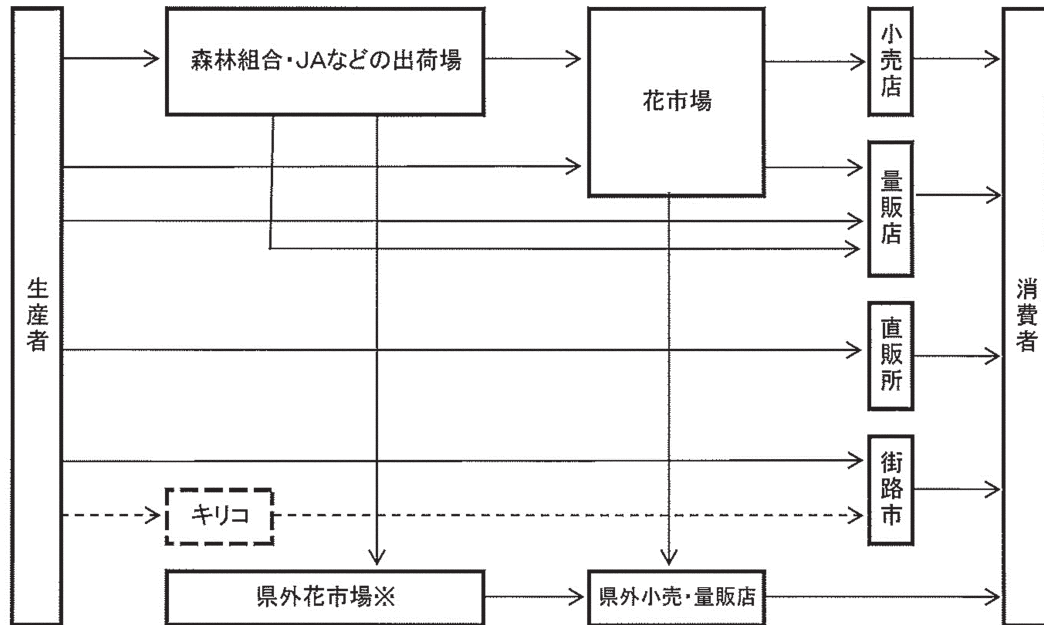 生産者
森林組合・JAなどの出荷場
花市場
小売店
量販店
直販所
街路市
キリコ
県外花市場※
県外小売・量販店
消費者